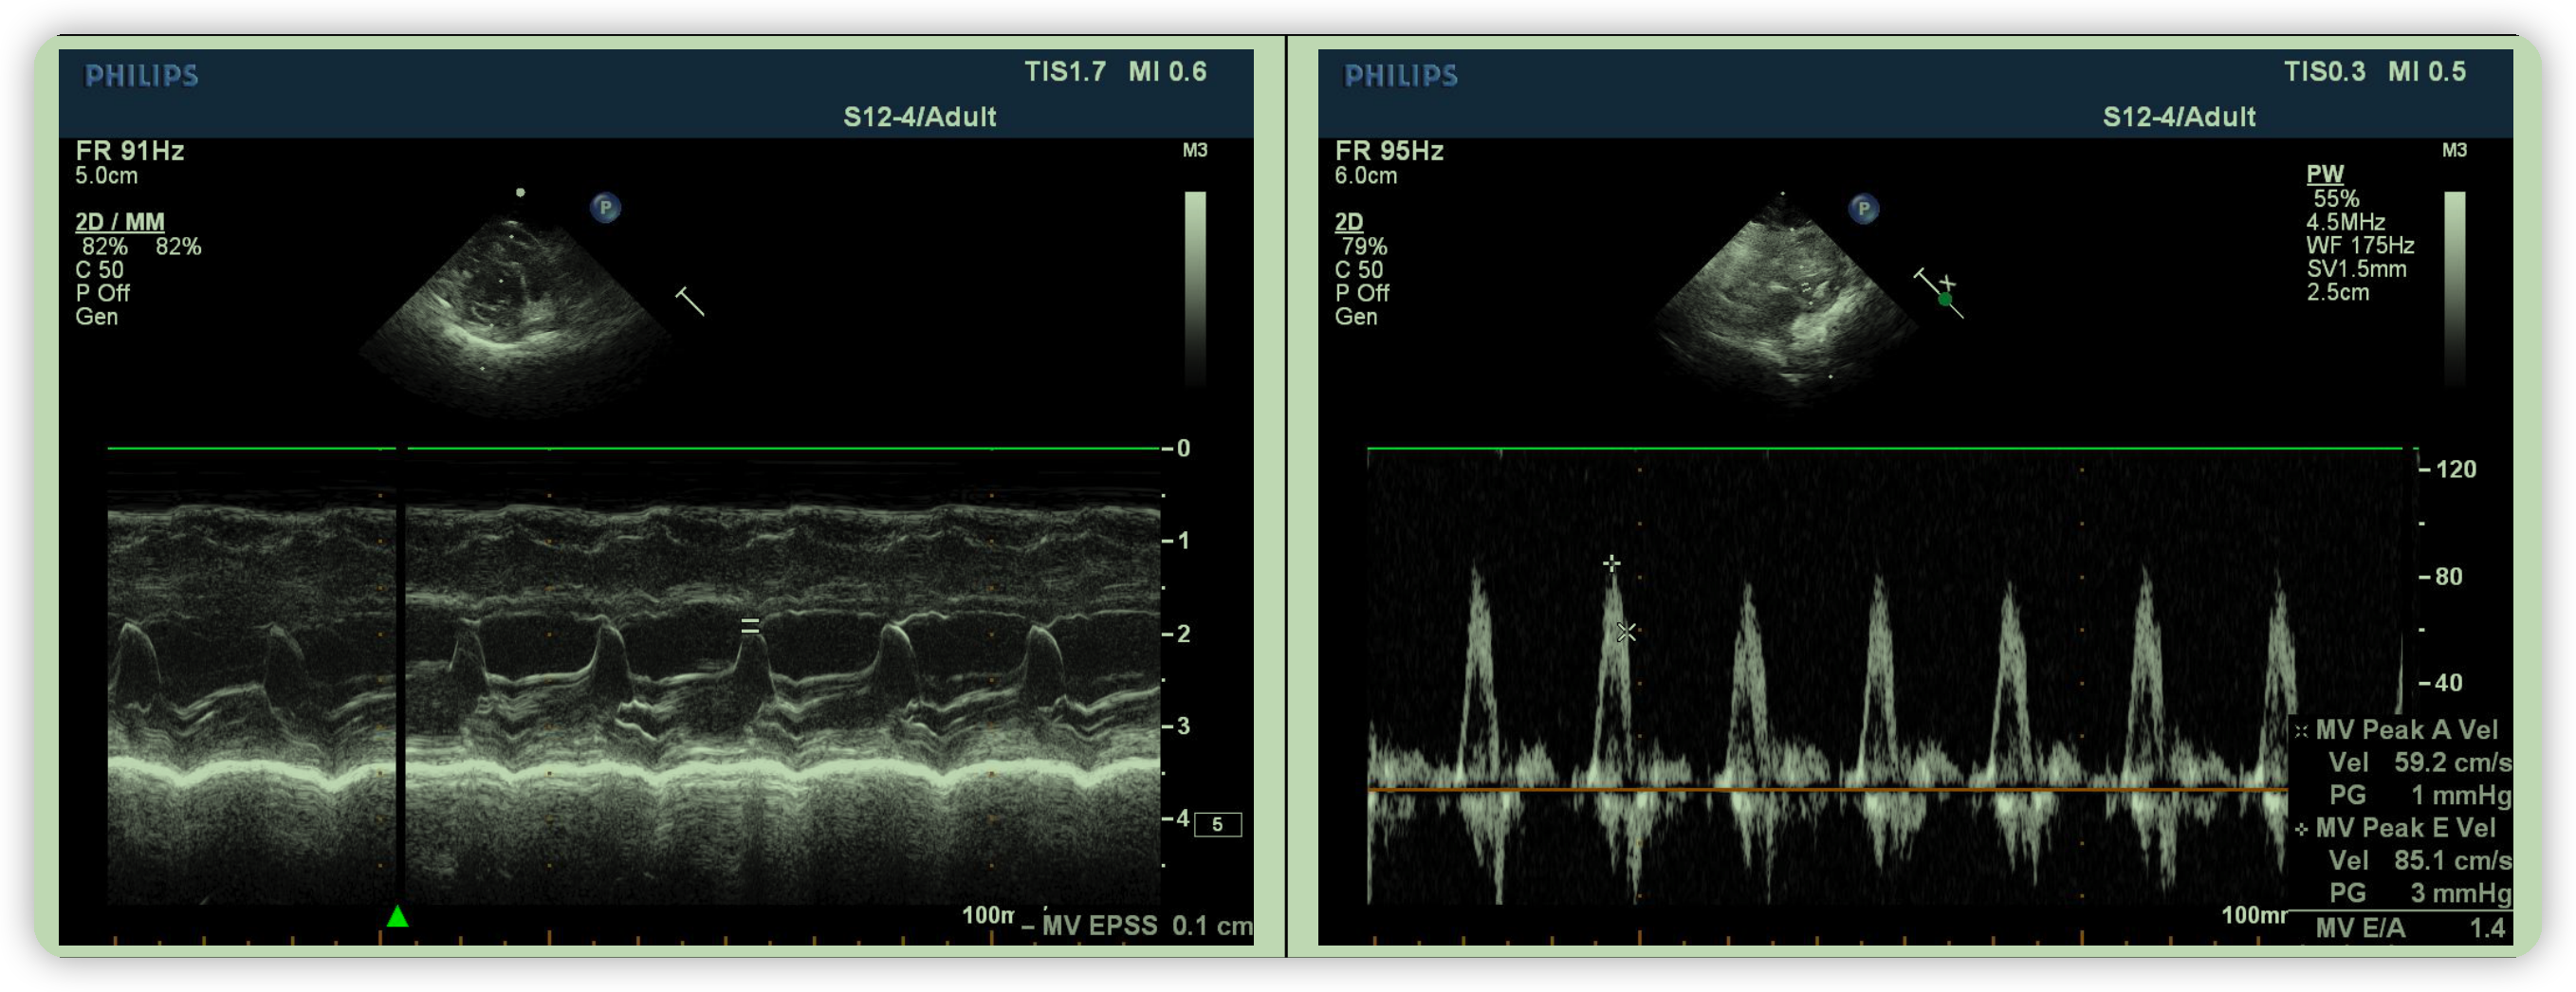 PHILIPS
TIS1.7 MI 0.6
S12-4/Adult
FR 91Hz
5.0cm
M3
2D / MM
82% 82%
C 50
P Off
Gen
P
0
1
2
3
4
5
100m
MV EPSS 0.1 cm
PHILIPS
TIS0.3 MI 0.5
S12-4/Adult
FR 95Hz
6.0cm
M3
2D
79%
C 50
P Off
Gen
P
PW
55%
4.5MHz
WF 175Hz
SV1.5mm
2.5cm
120
80
40
MV Peak A Vel
Vel 59.2 cm/s
PG 1 mmHg
MV Peak E Vel
Vel 85.1 cm/s
PG 3 mmHg
100mm
MV E/A 1.4